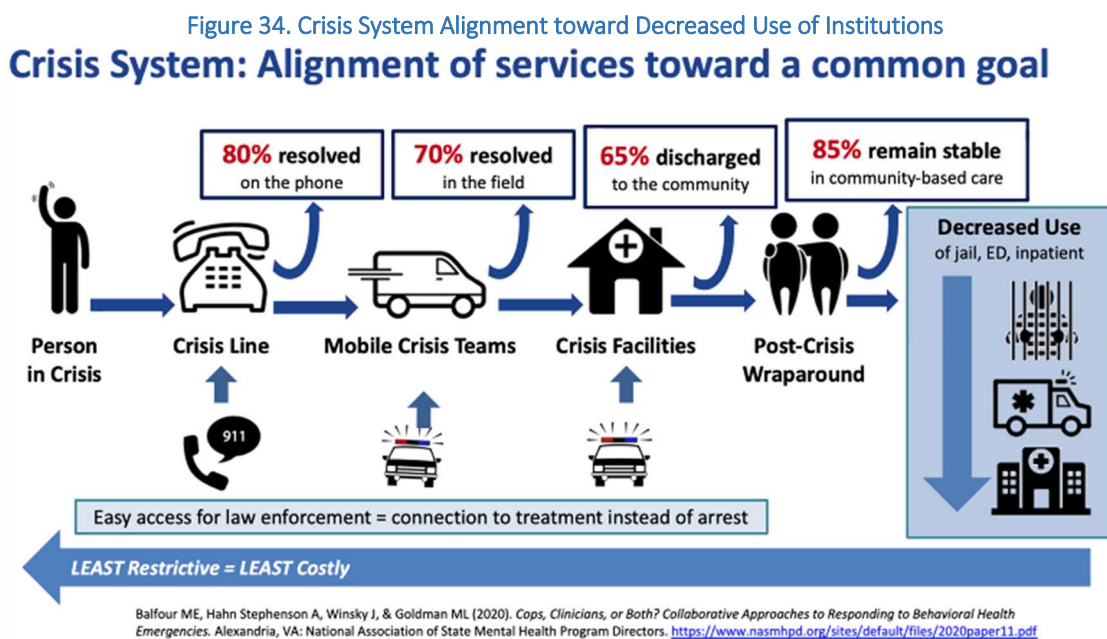 Figure 34. Crisis System Alignment toward Decreased Use of Institutions
Crisis System: Alignment of services toward a common goal
80% resolved
on the phone
70% resolved
in the field
65% discharged
to the community
85% remain stable
in community-based care
Decreased Use
of jail, ED, inpatient
Person
in Crisis
Crisis Line
Mobile Crisis Teams
Crisis Facilities
Post-Crisis
Wraparound
911
Easy access for law enforcement = connection to treatment instead of arrest
LEAST Restrictive = LEAST Costly
Balfour ME, Hahn Stephenson A, Winsky J, & Goldman ML (2020). Cops, Clinicians, or Both? Collaborative Approaches to Responding to Behavioral Health
Emergencies. Alexandria, VA: National Association of State Mental Health Program Directors. https://www.nasmhpd.org/sites/default/files/2020paper11.pdf